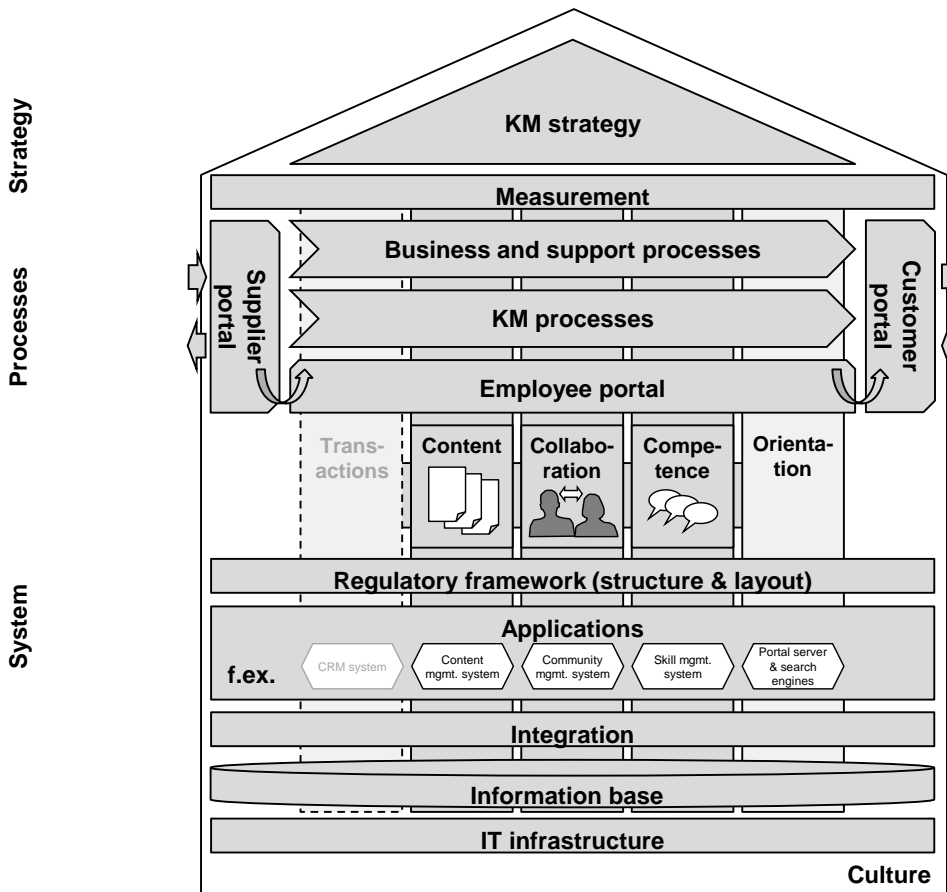 Strategy
KM strategy
Measurement
Processes
Supplier
portal
Business and support processes
KM processes
Employee portal
Customer
portal
Trans-
actions
Content
Collabo-
ration
Compe-
tence
Orienta-
tion
System
Regulatory framework (structure & layout)
Applications
f.ex.
CRM system
Content
mgmt. system
Community
mgmt. system
Skill mgmt.
system
Portal server
& search
engines
Integration
Information base
IT infrastructure
Culture